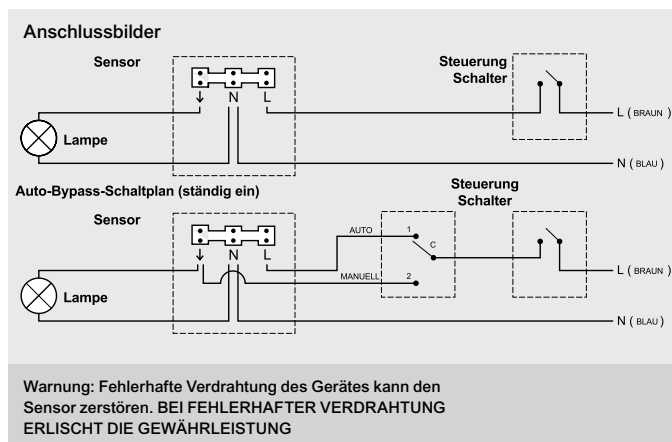 Anschlussbilder
Sensor
Steuerung
Schalter
N L
L ( BRAUN )
Lampe
N ( BLAU )
Auto-Bypass-Schaltplan (ständig ein)
Steuerung
Schalter
Sensor
AUTO 1
C
N L
MANUELL 2
L ( BRAUN )
Lampe
N ( BLAU )
Warnung: Fehlerhafte Verdrahtung des Gerätes kann den
Sensor zerstören. BEI FEHLERHAFTER VERDRAHTUNG
ERLISCHT DIE GEWÄHRLEISTUNG